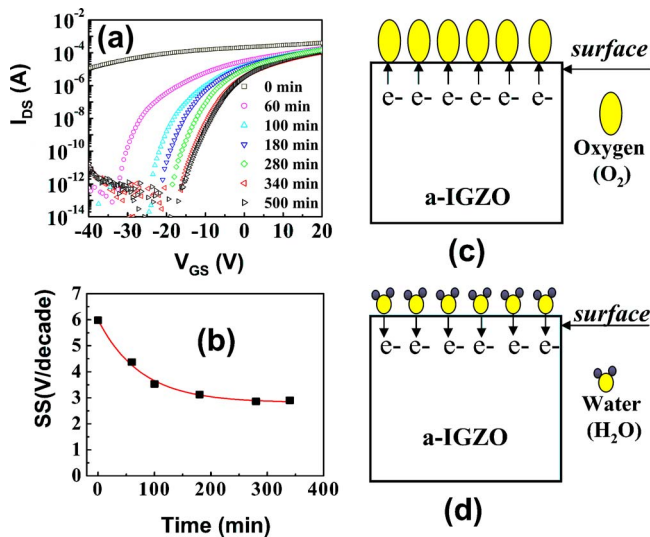 (a)
10⁻²
10⁻⁴
10⁻⁶
10⁻⁸
10⁻¹⁰
10⁻¹²
10⁻¹⁴
I_DS (A)
0 min
60 min
100 min
180 min
280 min
340 min
500 min
-40 -30 -20 -10 0 10 20
V_GS (V)
(b)
7
6
5
4
3
2
1
0
SS(V/decade)
0 100 200 300 400
Time (min)
surface
e- e- e- e- e- e-
Oxygen
(O₂)
a-IGZO
(c)
surface
e- e- e- e- e- e-
Water
(H₂O)
a-IGZO
(d)